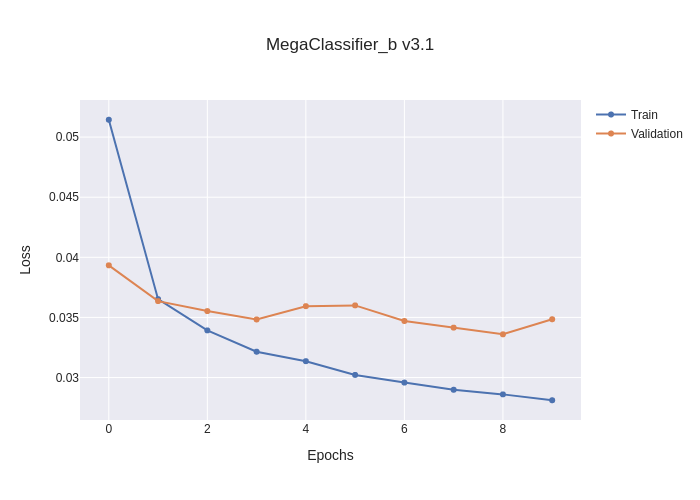 MegaClassifier_b v3.1
Train
Validation
0.05
0.045
0.04
0.035
0.03
Loss
0 2 4 6 8
Epochs